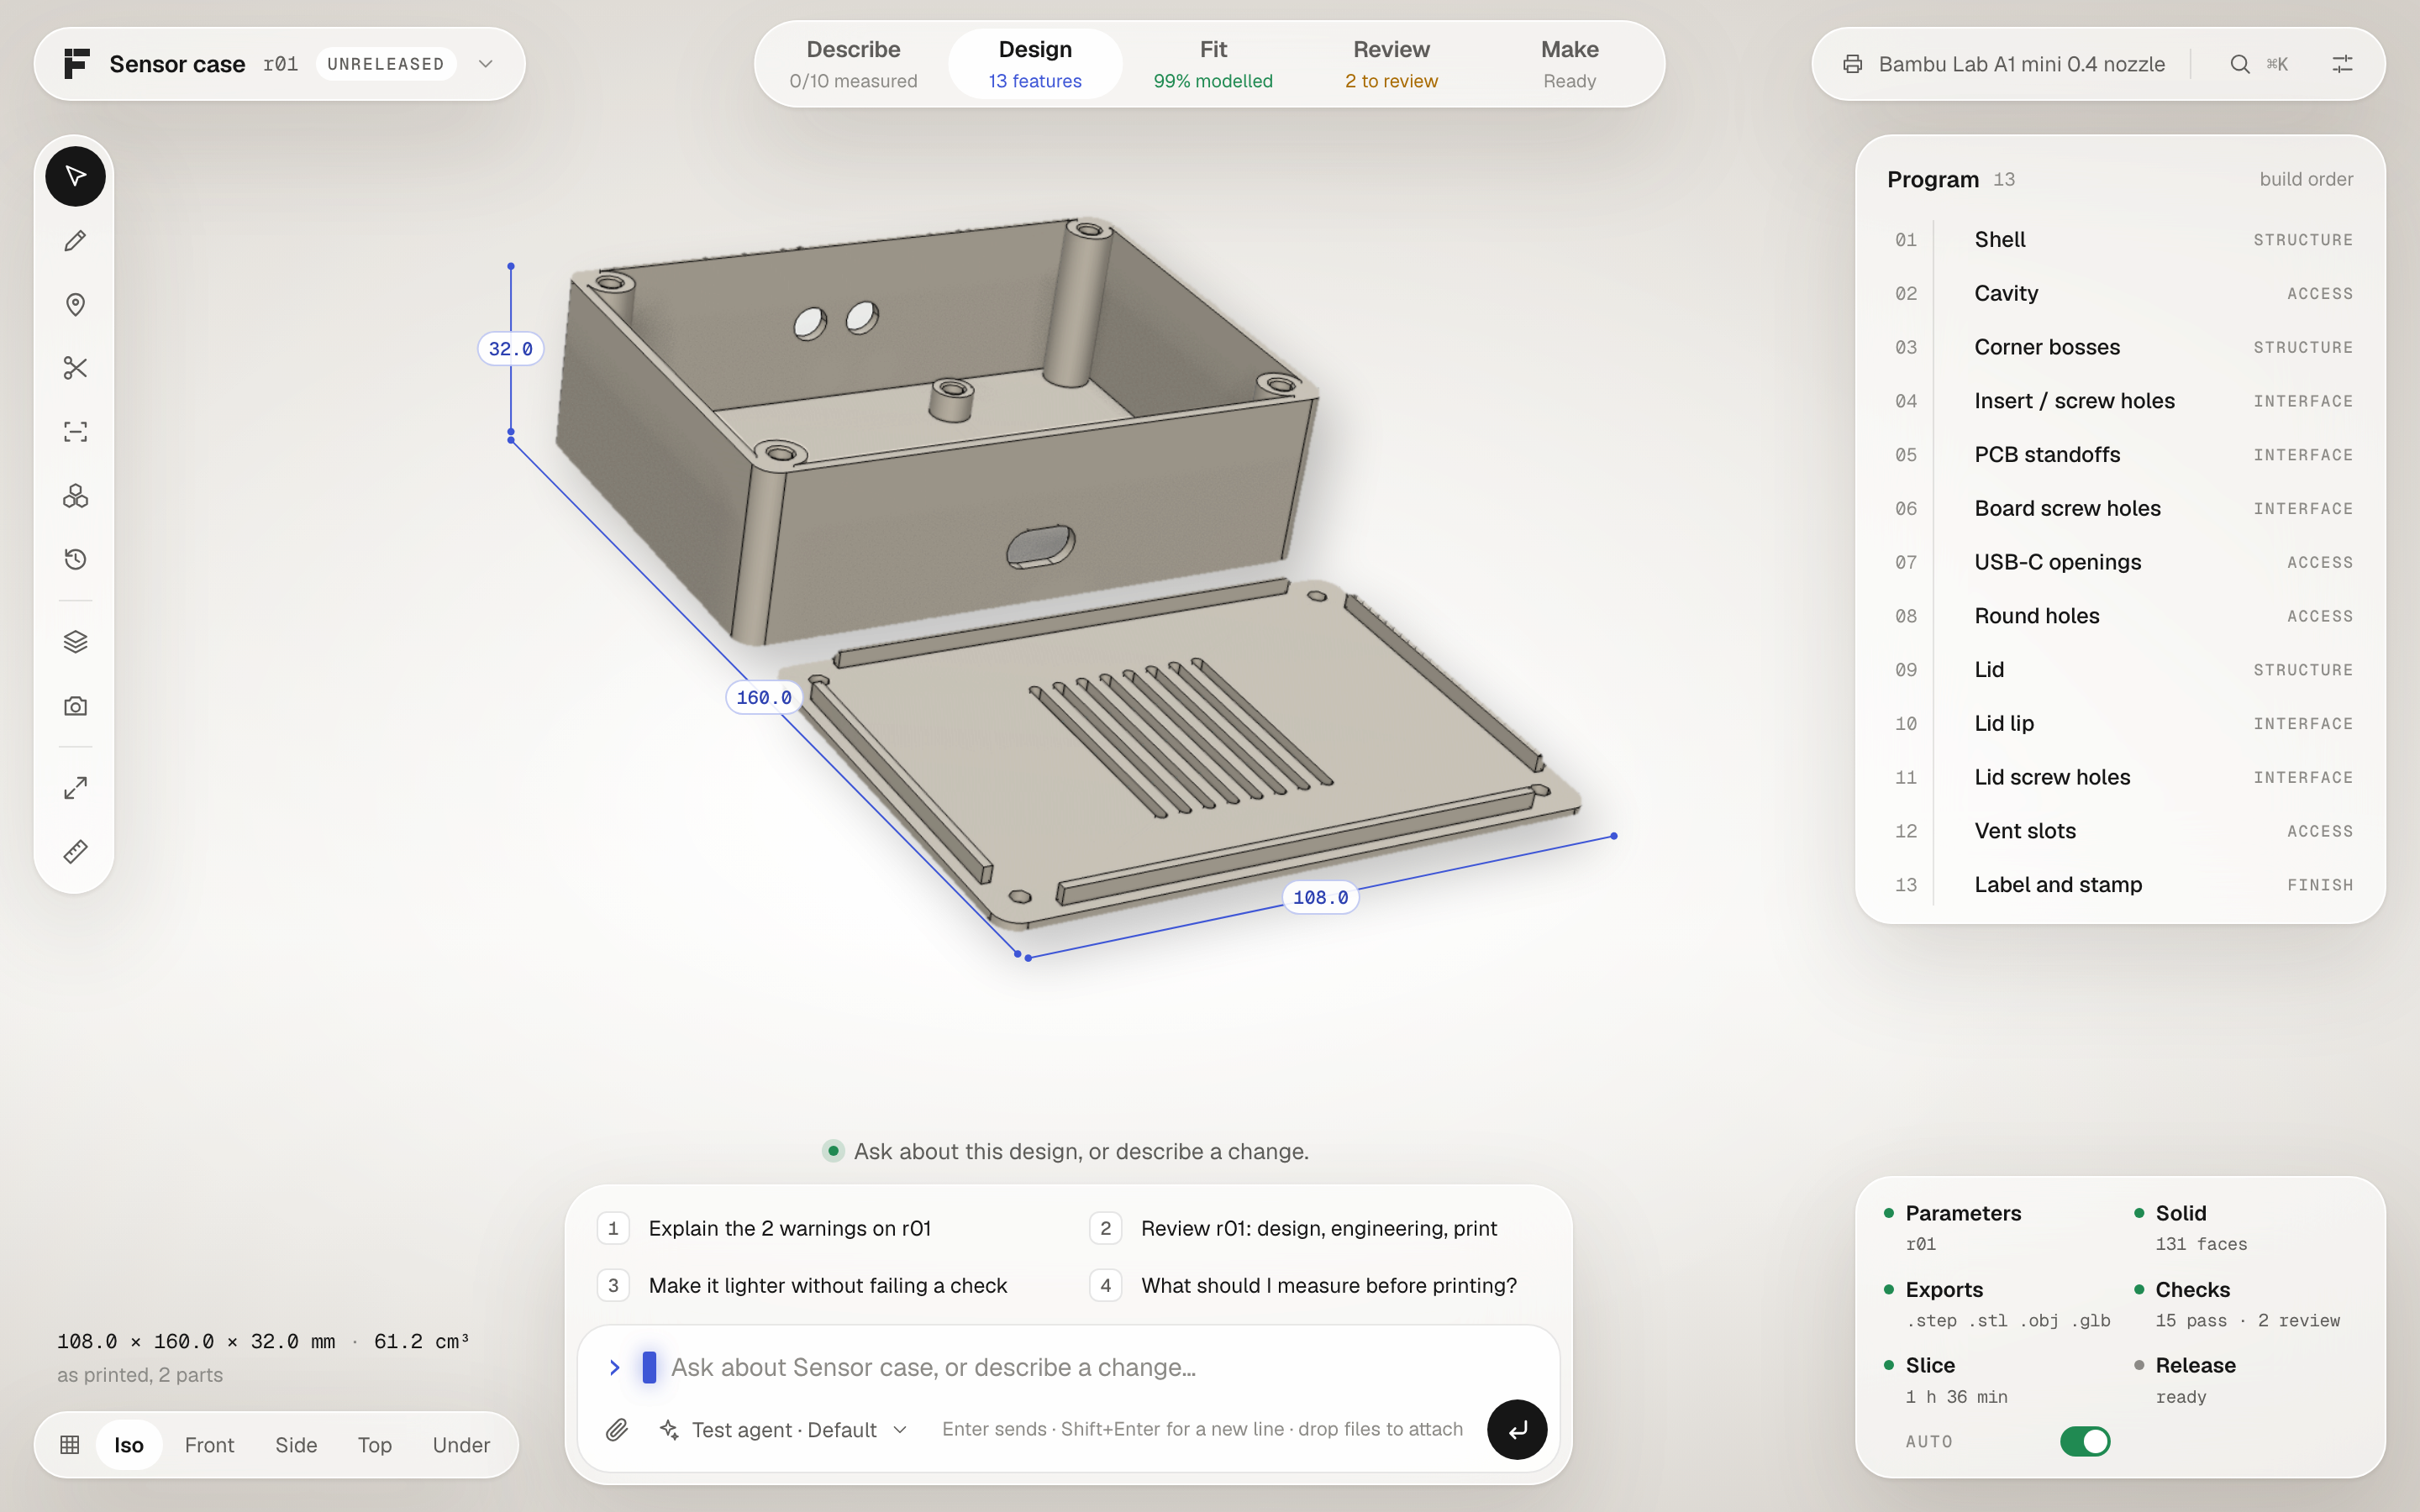 Sensor case r01 UNRELEASED
Describe
0/10 measured
Design
13 features
Fit
99% modelled
Review
2 to review
Make
Ready
Bambu Lab A1 mini 0.4 nozzle
⌘K
Program 13 build order
01 Shell STRUCTURE
02 Cavity ACCESS
03 Corner bosses STRUCTURE
04 Insert / screw holes INTERFACE
05 PCB standoffs INTERFACE
06 Board screw holes INTERFACE
07 USB-C openings ACCESS
08 Round holes ACCESS
09 Lid STRUCTURE
10 Lid lip INTERFACE
11 Lid screw holes INTERFACE
12 Vent slots ACCESS
13 Label and stamp FINISH
32.0
160.0
108.0
Ask about this design, or describe a change.
1 Explain the 2 warnings on r01
2 Review r01: design, engineering, print
3 Make it lighter without failing a check
4 What should I measure before printing?
Ask about Sensor case, or describe a change…
Test agent · Default
Enter sends · Shift+Enter for a new line · drop files to attach
108.0 × 160.0 × 32.0 mm · 61.2 cm³
as printed, 2 parts
Iso Front Side Top Under
Parameters
r01
Solid
131 faces
Exports
.step .stl .obj .glb
Checks
15 pass · 2 review
Slice
1 h 36 min
Release
ready
AUTO